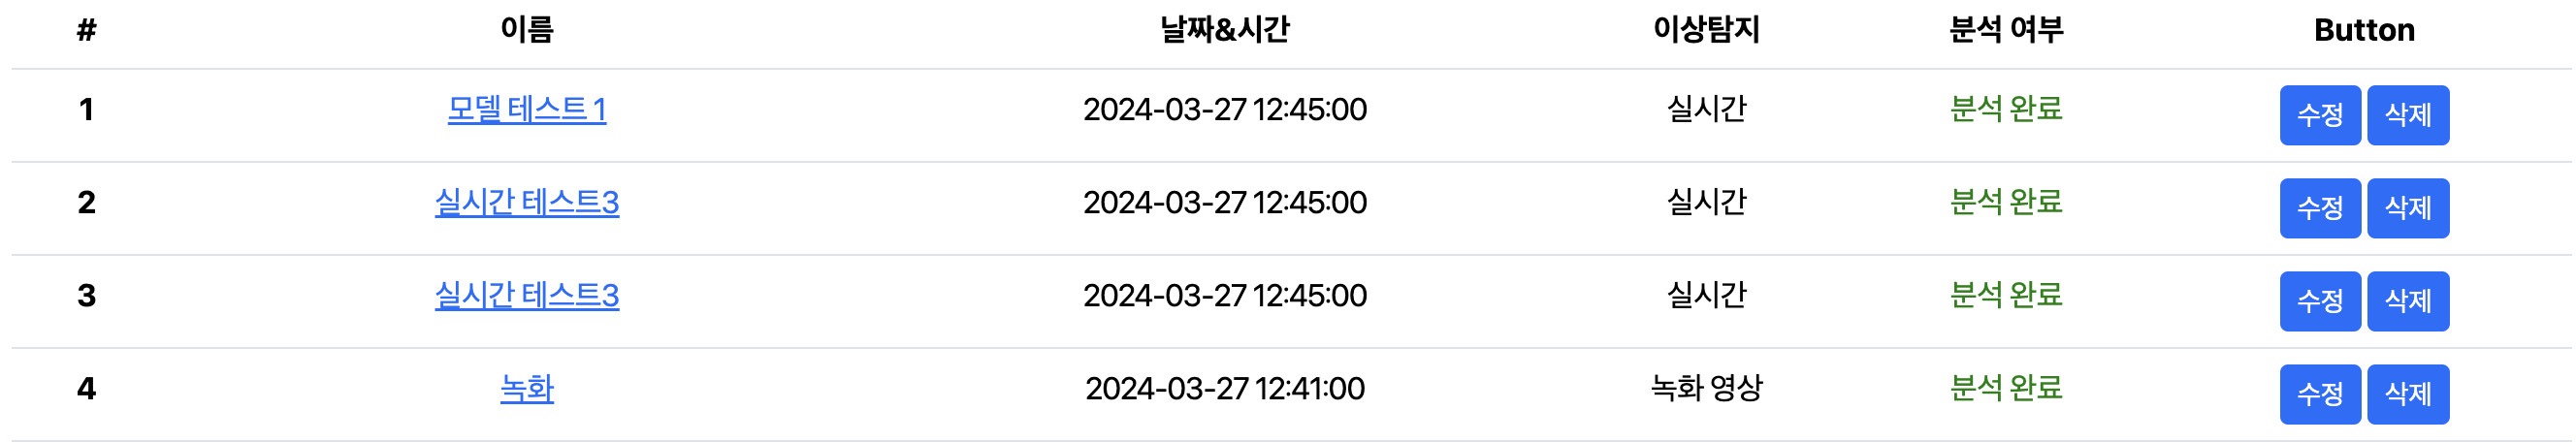 # 이름 날짜&시간 이상탐지 분석 여부 Button
1 모델 테스트 1 2024-03-27 12:45:00 실시간 분석 완료 수정 삭제
2 실시간 테스트3 2024-03-27 12:45:00 실시간 분석 완료 수정 삭제
3 실시간 테스트3 2024-03-27 12:45:00 실시간 분석 완료 수정 삭제
4 녹화 2024-03-27 12:41:00 녹화 영상 분석 완료 수정 삭제